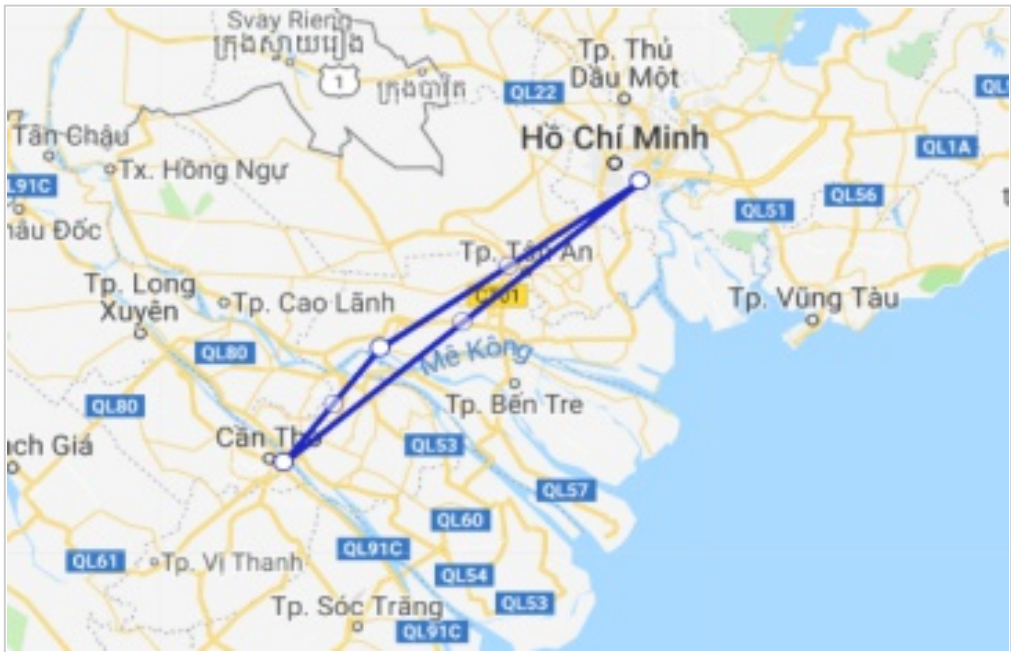 Svay Rieng
ក្រុងស្វាយរៀង
1
ក្រុងបាវិត
Tp. Thủ
Dầu Một
QL22
Hồ Chí Minh
QL1A
Tân Châu
Tx. Hồng Ngự
L91C
QL51
QL56
Tp. Tân An
Tp. Long
Xuyên
Tp. Cao Lãnh
CT01
Tp. Vũng Tàu
QL80
Mê Kông
QL80
Tp. Bến Tre
Cần Thơ
ach Giá
QL53
QL57
QL60
QL91C
QL61
Tp. Vị Thanh
QL54
QL53
Tp. Sóc Trăng
QL91C